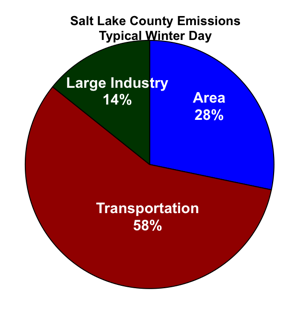 Salt Lake County Emissions
Typical Winter Day
Large Industry
14%
Area
28%
Transportation
58%